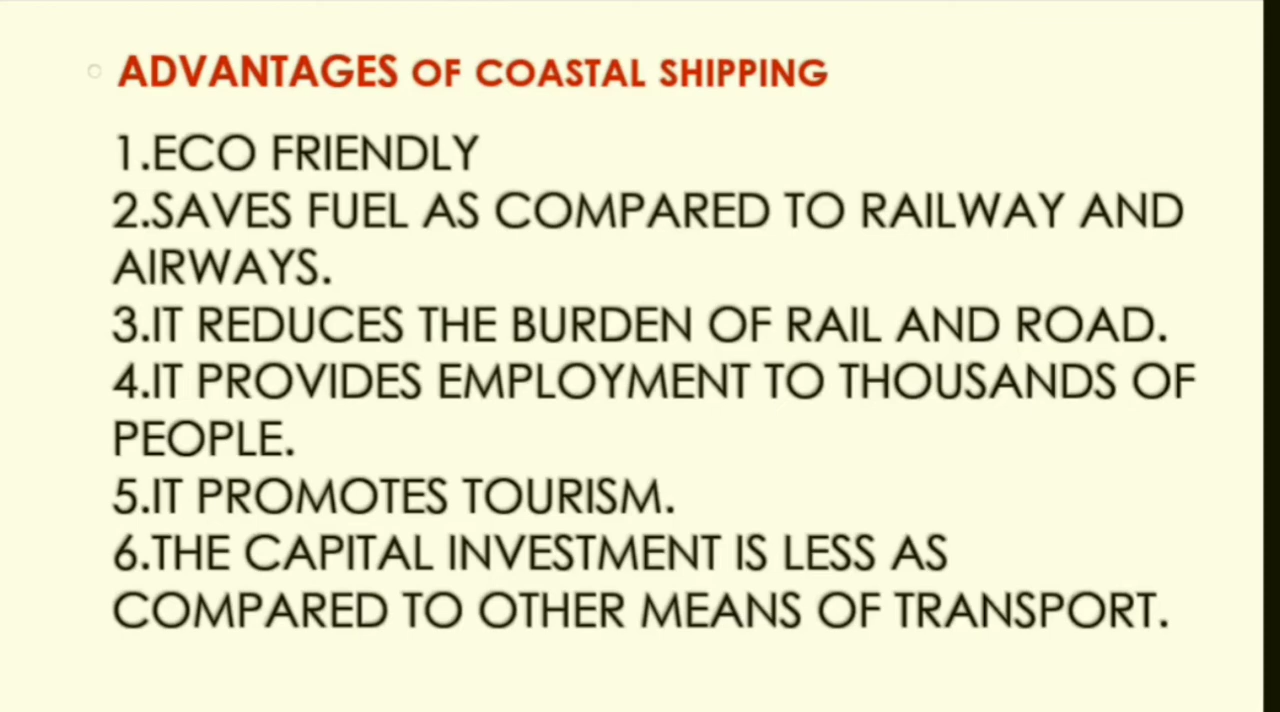 ADVANTAGES OF COASTAL SHIPPING
1.ECO FRIENDLY
2.SAVES FUEL AS COMPARED TO RAILWAY AND
AIRWAYS.
3.IT REDUCES THE BURDEN OF RAIL AND ROAD.
4.IT PROVIDES EMPLOYMENT TO THOUSANDS OF
PEOPLE.
5.IT PROMOTES TOURISM.
6.THE CAPITAL INVESTMENT IS LESS AS
COMPARED TO OTHER MEANS OF TRANSPORT.